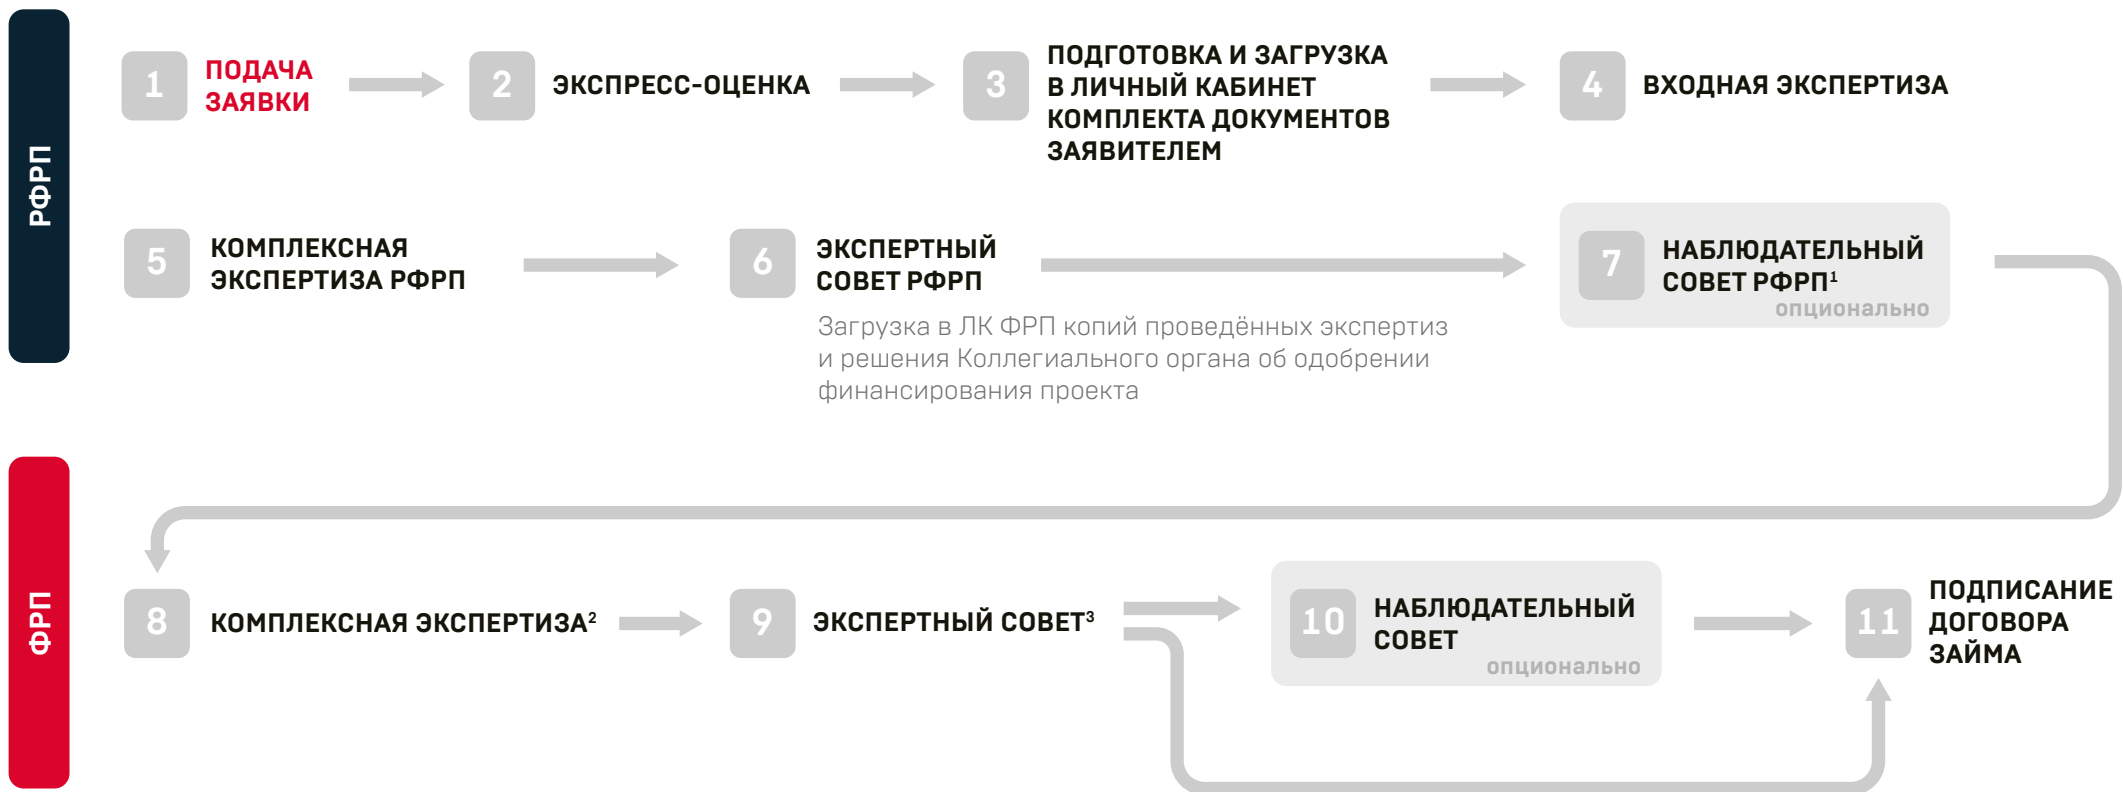 РФРП
1
ПОДАЧА
ЗАЯВКИ
2
ЭКСПРЕСС-ОЦЕНКА
3
ПОДГОТОВКА И ЗАГРУЗКА
В ЛИЧНЫЙ КАБИНЕТ
КОМПЛЕКТА ДОКУМЕНТОВ
ЗАЯВИТЕЛЕМ
4
ВХОДНАЯ ЭКСПЕРТИЗА
5
КОМПЛЕКСНАЯ
ЭКСПЕРТИЗА РФРП
6
ЭКСПЕРТНЫЙ
СОВЕТ РФРП
Загрузка в ЛК ФРП копий проведённых экспертиз
и решения Коллегиального органа об одобрении
финансирования проекта
7
НАБЛЮДАТЕЛЬНЫЙ
СОВЕТ РФРП¹
опционально
ФРП
8
КОМПЛЕКСНАЯ ЭКСПЕРТИЗА²
9
ЭКСПЕРТНЫЙ СОВЕТ³
10
НАБЛЮДАТЕЛЬНЫЙ
СОВЕТ
опционально
11
ПОДПИСАНИЕ
ДОГОВОРА
ЗАЙМА